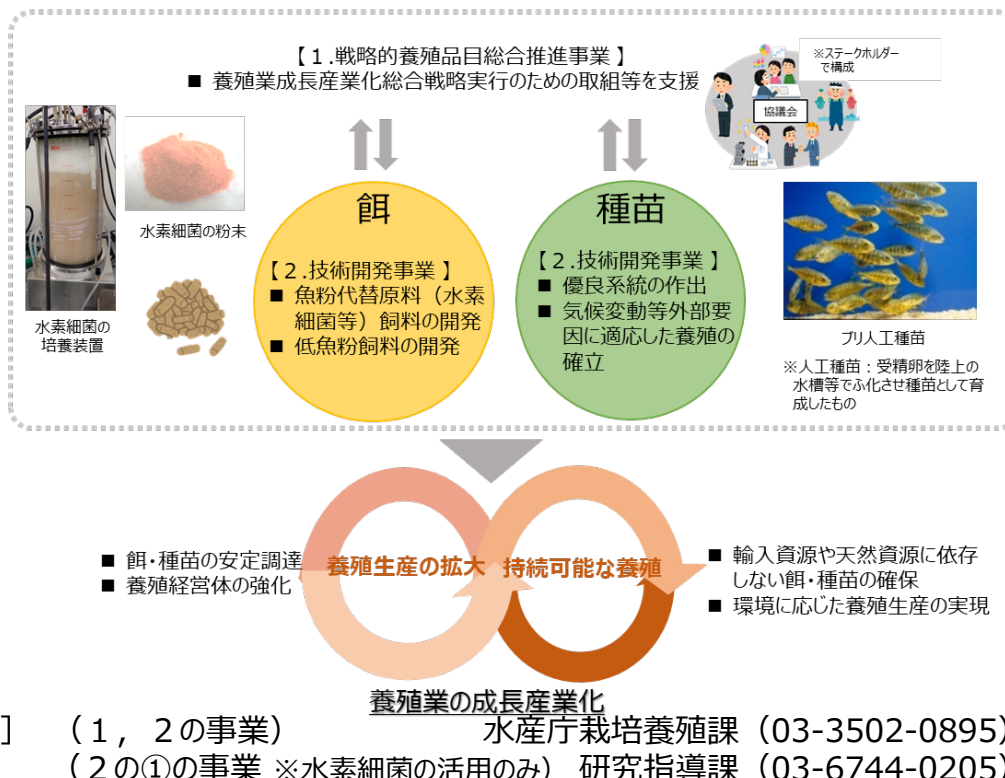 【１.戦略的養殖品目総合推進事業】
■ 養殖業成長産業化総合戦略実行のための取組等を支援
※ステークホルダー
で構成
協議会
水素細菌の粉末
水素細菌の
培養装置
餌
【２.技術開発事業】
■ 魚粉代替原料（水素
細菌等）飼料の開発
■ 低魚粉飼料の開発
種苗
【２.技術開発事業】
■ 優良系統の作出
■ 気候変動等外部要
因に適応した養殖の
確立
ブリ人工種苗
※人工種苗：受精卵を陸上の
水槽等でふ化させ種苗として育
成したもの
■ 餌・種苗の安定調達
■ 養殖経営体の強化
養殖生産の拡大
持続可能な養殖
■ 輸入資源や天然資源に依存
しない餌・種苗の確保
■ 環境に応じた養殖生産の実現
養殖業の成長産業化
］ （１，２の事業） 水産庁栽培養殖課（03-3502-0895）
（２の①の事業 ※水素細菌の活用のみ） 研究指導課（03-6744-0205）